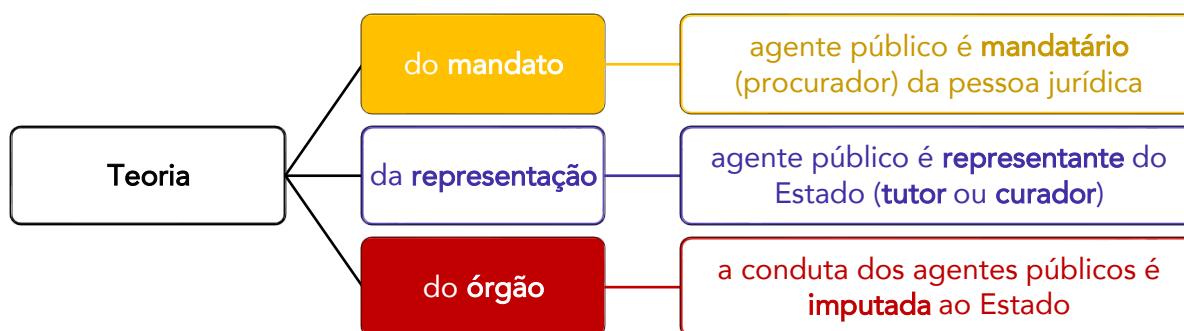 Teoria
do mandato
agente público é mandatário
(procurador) da pessoa jurídica
da representação
agente público é representante do
Estado (tutor ou curador)
do órgão
a conduta dos agentes públicos é
imputada ao Estado